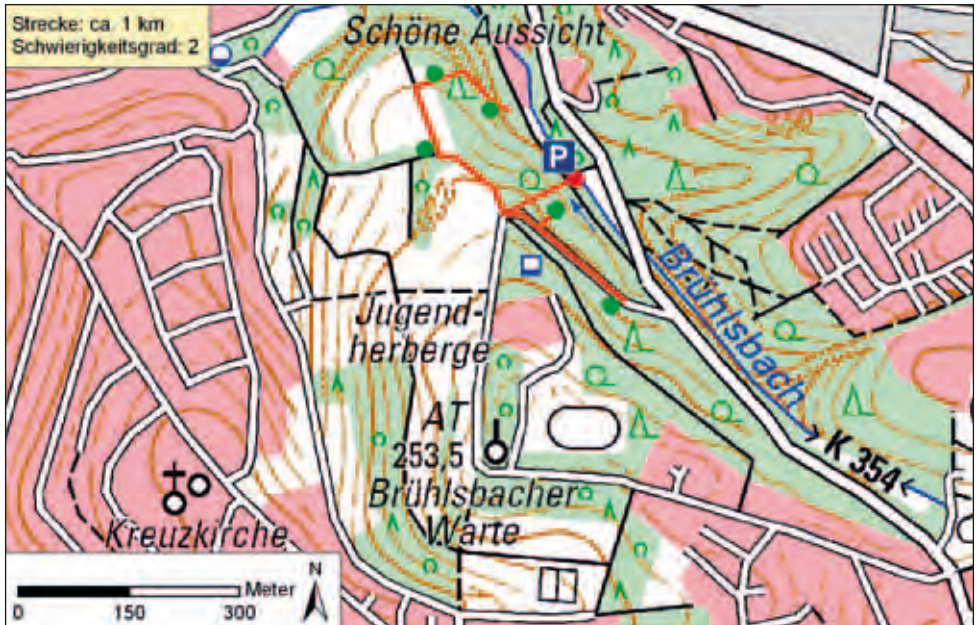 Strecke: ca. 1 km
Schwierigkeitsgrad: 2
Schöne Aussicht
P
Brühlsbach
Jugend-
herberge
AT
253,5
Brühlsbacher
Warte
K 354
Kreuzkirche
N
Meter
0 150 300